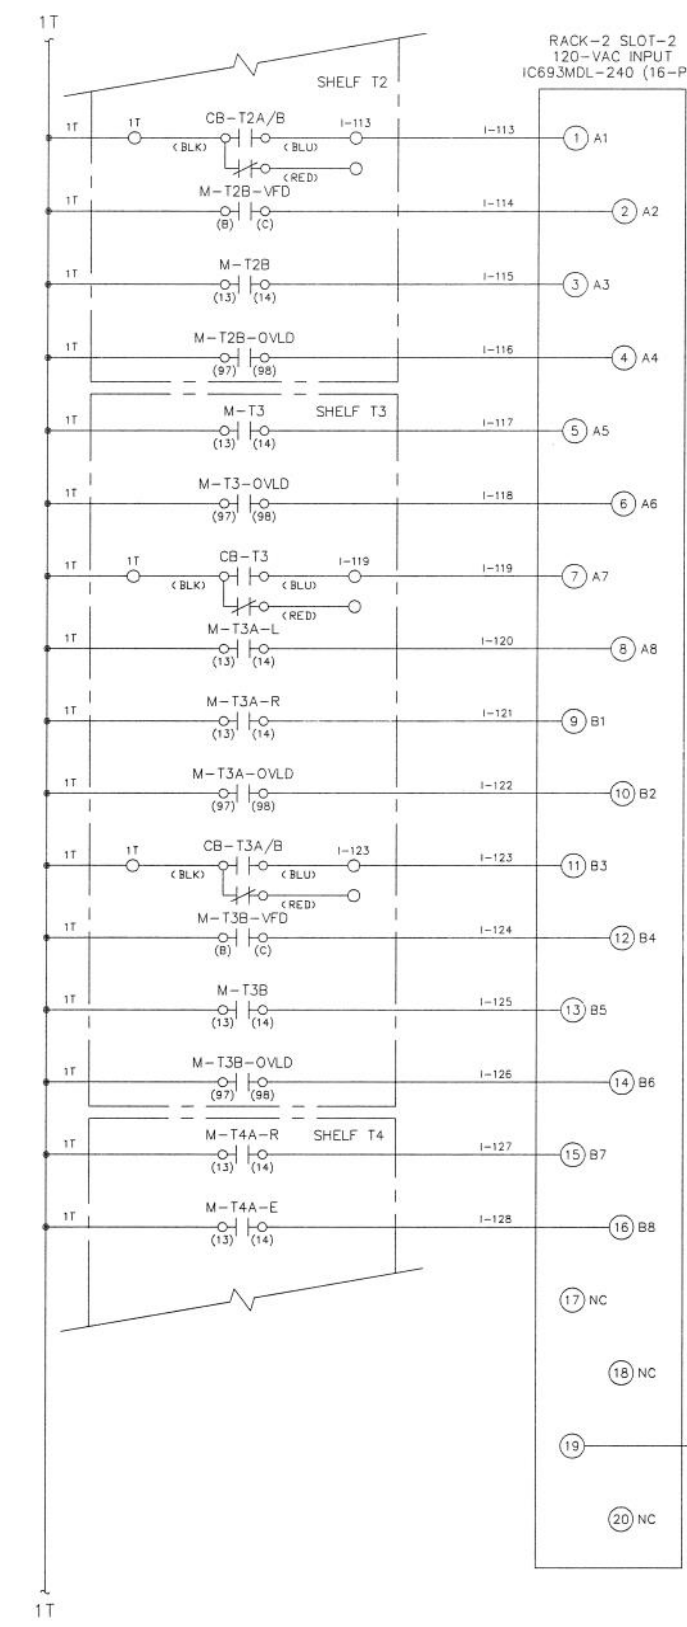 1T
RACK-2 SLOT-2
120-VAC INPUT
IC693MDL-240 (16-P
SHELF T2
1T 1T CB-T2A/B I-113 I-113 1 A1
(BLK) (BLU)
(RED)
M-T2B-VFD
1T I-114 2 A2
(B) (C)
M-T2B
1T I-115 3 A3
(13) (14)
M-T2B-OVLD
1T I-116 4 A4
(97) (98)
M-T3 SHELF T3
1T I-117 5 A5
(13) (14)
M-T3-OVLD
1T I-118 6 A6
(97) (98)
1T 1T CB-T3 I-119 I-119 7 A7
(BLK) (BLU)
(RED)
M-T3A-L
1T I-120 8 A8
(13) (14)
M-T3A-R
1T I-121 9 B1
(13) (14)
M-T3A-OVLD
1T I-122 10 B2
(97) (98)
1T 1T CB-T3A/B I-123 I-123 11 B3
(BLK) (BLU)
(RED)
M-T3B-VFD
1T I-124 12 B4
(B) (C)
M-T3B
1T I-125 13 B5
(13) (14)
M-T3B-OVLD
1T I-126 14 B6
(97) (98)
M-T4A-R SHELF T4
1T I-127 15 B7
(13) (14)
M-T4A-E
1T I-128 16 B8
(13) (14)
17 NC
18 NC
19
20 NC
1T